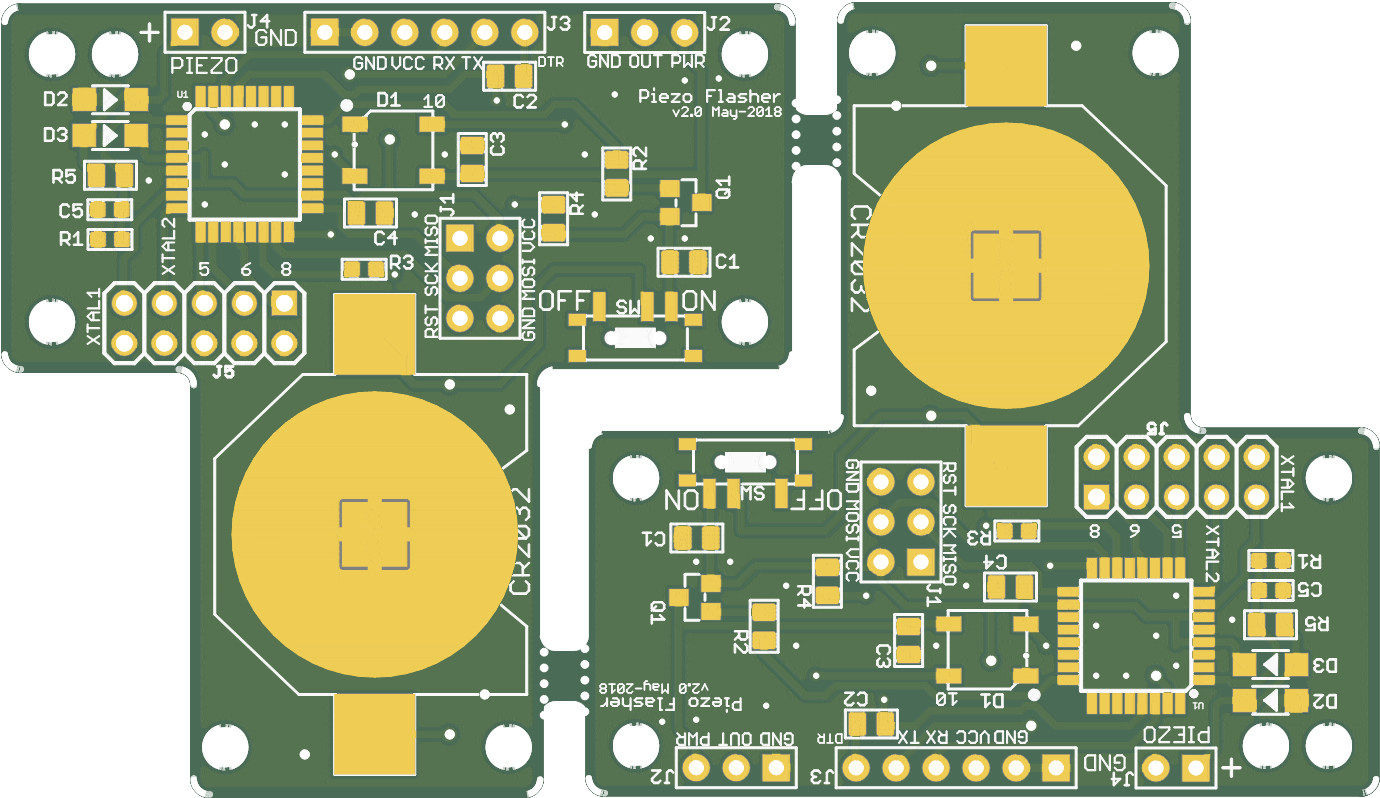 +
J4
GND
PIEZO
J3
GND VCC RX TX DTR
J2
GND OUT PWR
D2
D3
R5
C5
R1
U1
D1
10
C2
Piezo Flasher
v2.0 May-2018
C3
R2
R4
Q1
C4
C1
R3
J1
MISO
SCK
RST
VCC
MOSI
GND
XTAL2
5
6
8
XTAL1
J5
OFF
SW
ON
CR2032
CR2032
J5
XTAL1
8
6
5
XTAL2
ON
SW
OFF
GND
MOSI
VCC
RST
SCK
MISO
J1
R3
C4
C1
Q1
R4
R2
C3
R1
C5
R5
D3
D2
U1
D1
10
C2
Piezo Flasher
v2.0 May-2018
PWR OUT GND
J2
DTR TX RX VCC GND
J3
PIEZO
GND
J4
+